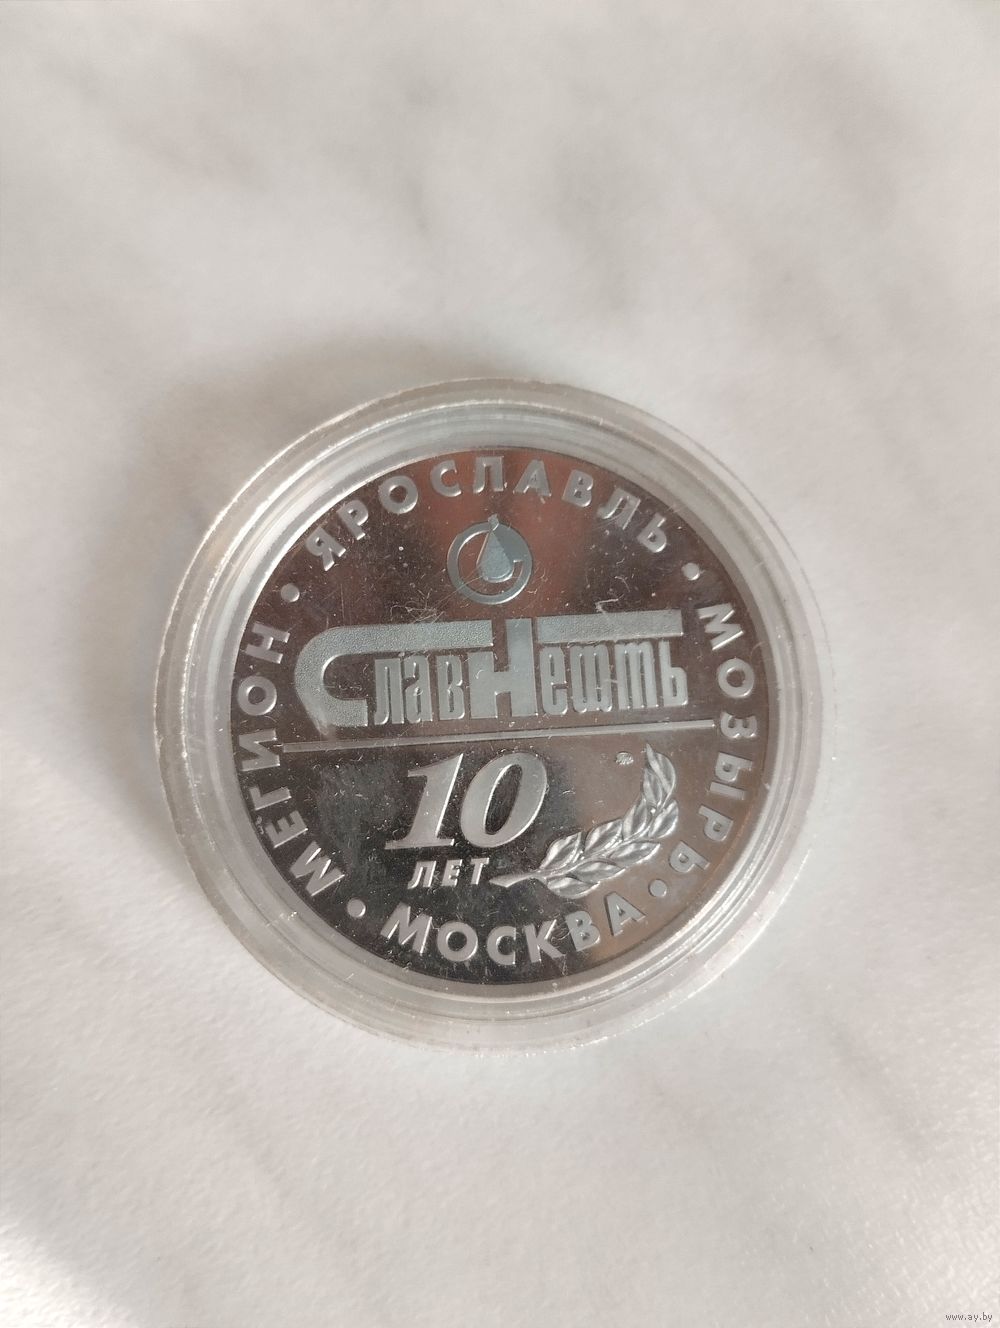 МЕГИОН • ЯРОСЛАВЛЬ • МОЗЫРЬ • МОСКВА •
СлавНефть
10
ЛЕТ
www.ay.by